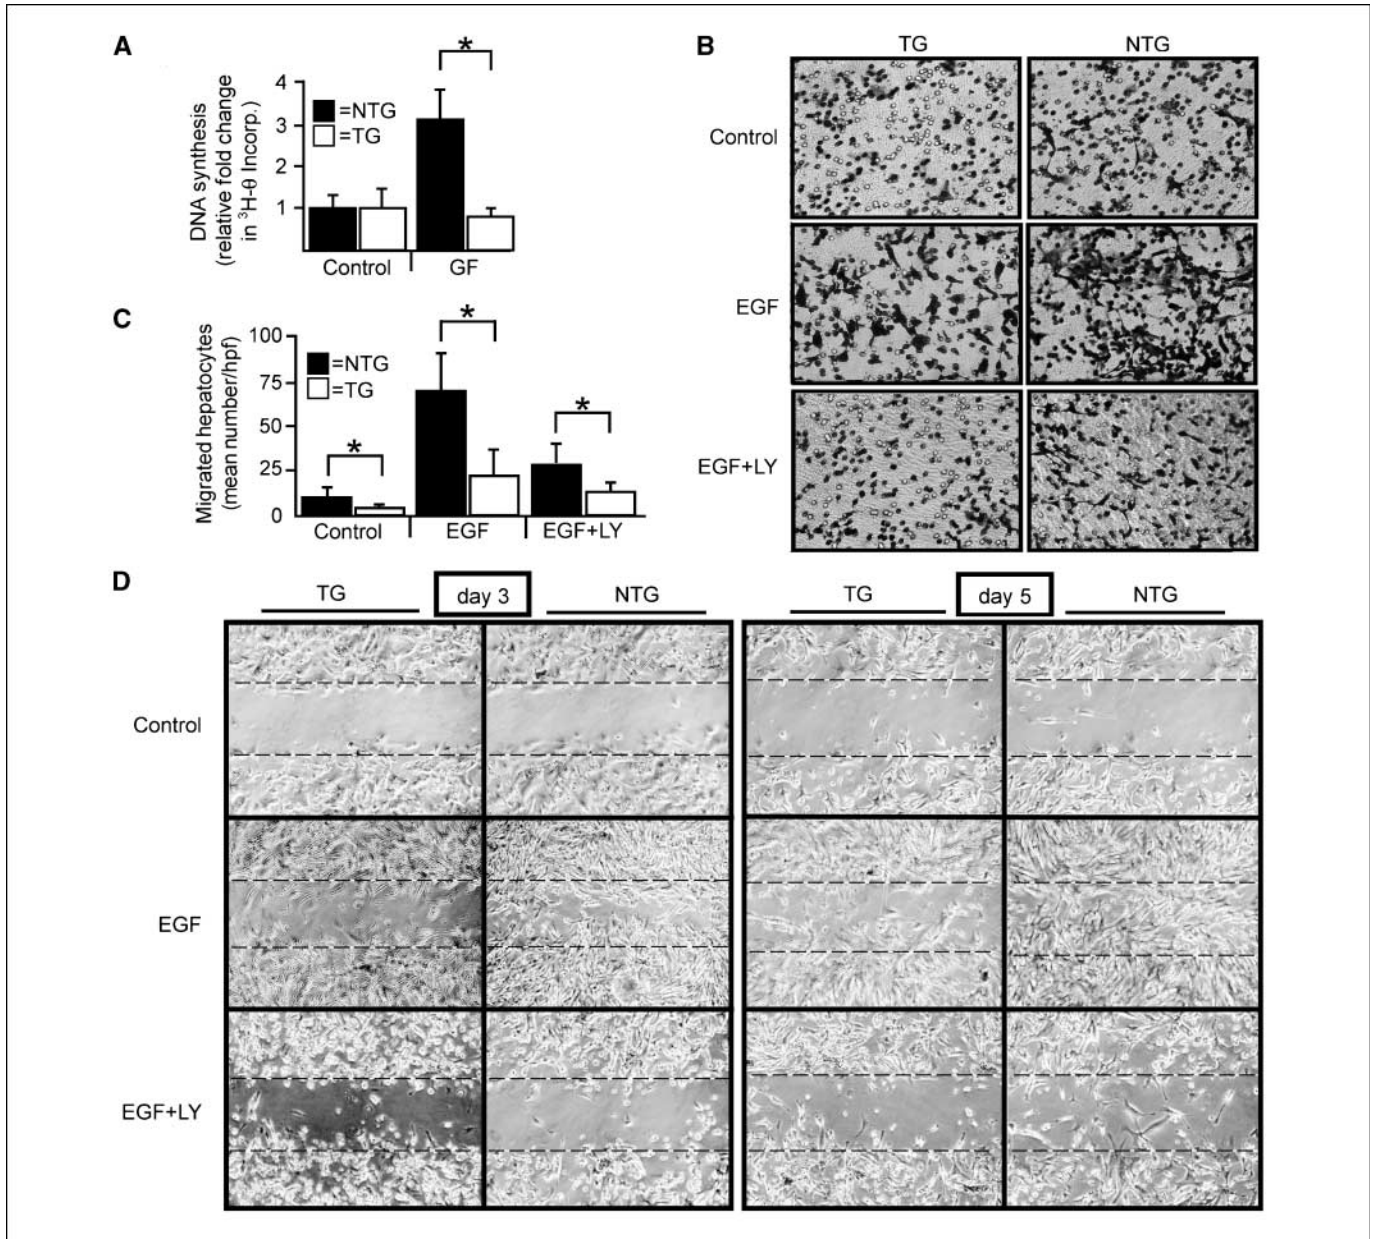 A
DNA synthesis
(relative fold change
in ³H-θ Incorp.)
4
3
2
1
=NTG
=TG
*
Control
GF
B
TG
NTG
Control
EGF
EGF+LY
C
Migrated hepatocytes
(mean number/hpf)
100
75
50
25
0
=NTG
=TG
*
*
*
Control
EGF
EGF+LY
D
TG
day 3
NTG
TG
day 5
NTG
Control
EGF
EGF+LY